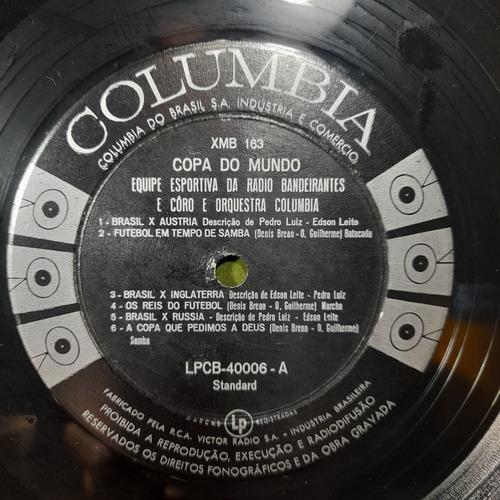 COLUMBIA
COLUMBIA DO BRASIL S.A. INDÚSTRIA E COMÉRCIO
XMB 163
COPA DO MUNDO
EQUIPE ESPORTIVA DA RADIO BANDEIRANTES
E CÔRO E ORQUESTRA COLUMBIA
1 - BRASIL X AUSTRIA Descrição de Pedro Luiz - Edson Leite
2 - FUTEBOL EM TEMPO DE SAMBA (Denis Brean - O. Guilherme) Batucada
3 - BRASIL X INGLATERRA Descrição de Edson Leite - Pedro Luiz
4 - OS REIS DO FUTEBOL (Denis Brean - O. Guilherme) Marcha
5 - BRASIL X RUSSIA - Descrição de Pedro Luiz - Edson Leite
6 - A COPA QUE PEDIMOS A DEUS (Denis Brean - O. Guilherme)
Samba
LPCB-40006-A
Standard
MARCAS Lp REGISTRADAS
FABRICADO PELA R.C.A. VICTOR RÁDIO S.A. - INDÚSTRIA BRASILEIRA
PROIBIDA A REPRODUÇÃO, EXECUÇÃO E RADIODIFUSÃO
RESERVADOS OS DIREITOS FONOGRÁFICOS E DA OBRA GRAVADA